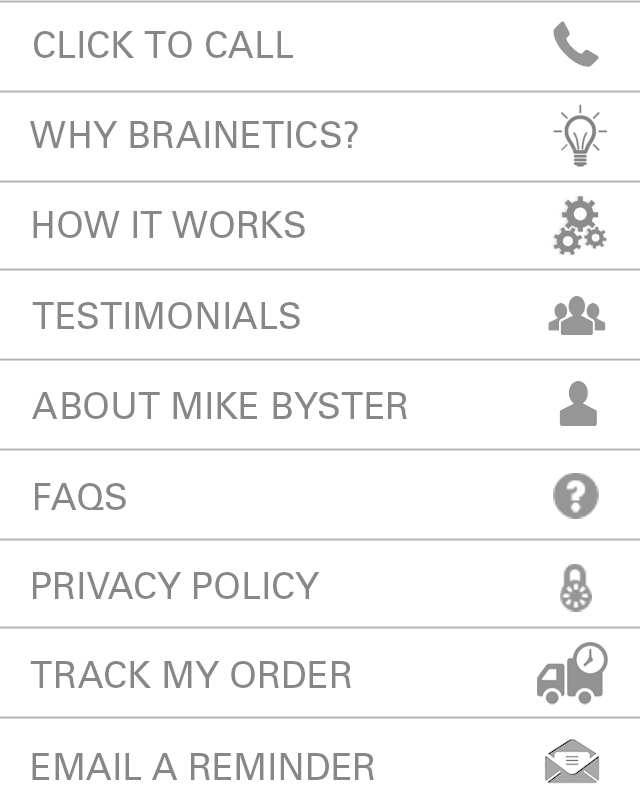 CLICK TO CALL
WHY BRAINETICS?
HOW IT WORKS
TESTIMONIALS
ABOUT MIKE BYSTER
FAQS
PRIVACY POLICY
TRACK MY ORDER
EMAIL A REMINDER